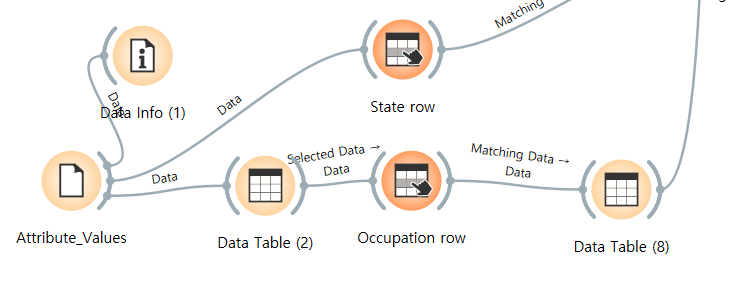 Matching
Data
Data Info (1)
Data
State row
Selected Data →
Data
Matching Data →
Data
Data
Attribute_Values
Data Table (2)
Occupation row
Data Table (8)